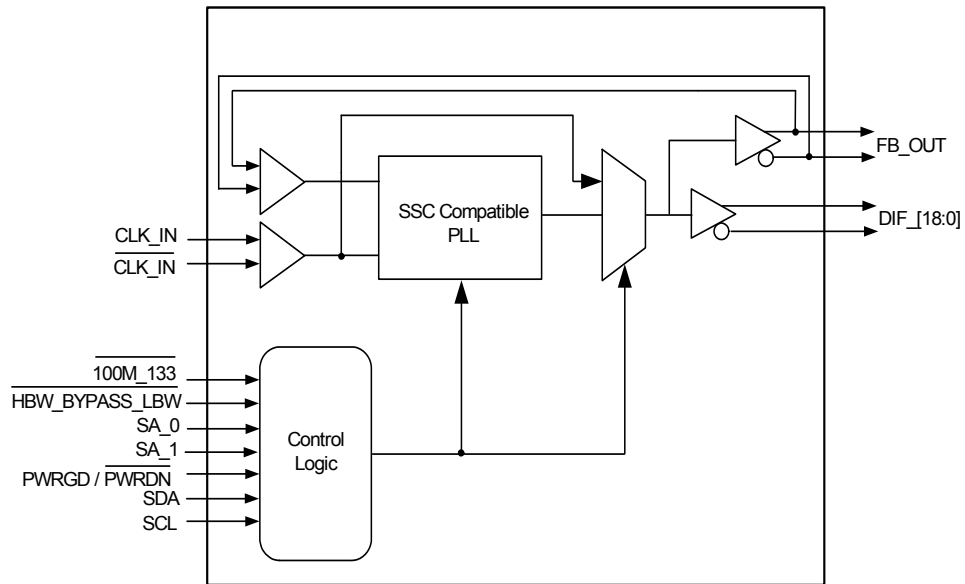 FB_OUT
SSC Compatible
PLL
DIF_[18:0]
CLK_IN
CLK_IN
100M_133
HBW_BYPASS_LBW
SA_0
SA_1
PWRGD / PWRDN
SDA
SCL
Control
Logic